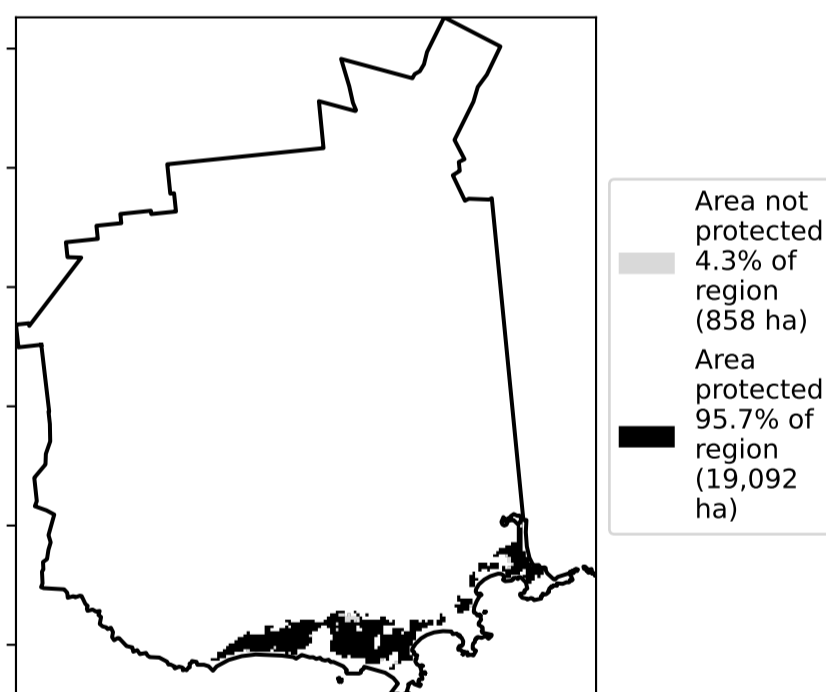 Area not
protected
4.3% of
region
(858 ha)
Area
protected
95.7% of
region
(19,092
ha)